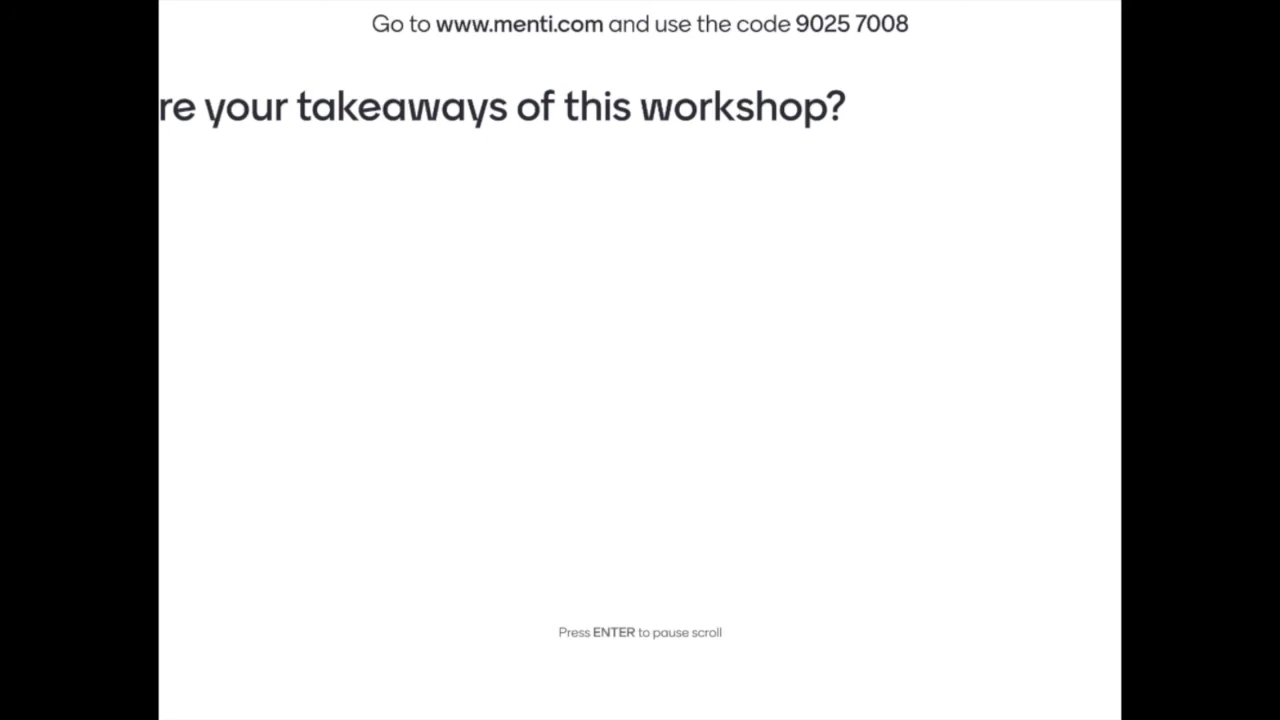 Go to www.menti.com and use the code 9025 7008
re your takeaways of this workshop?
Press ENTER to pause scroll